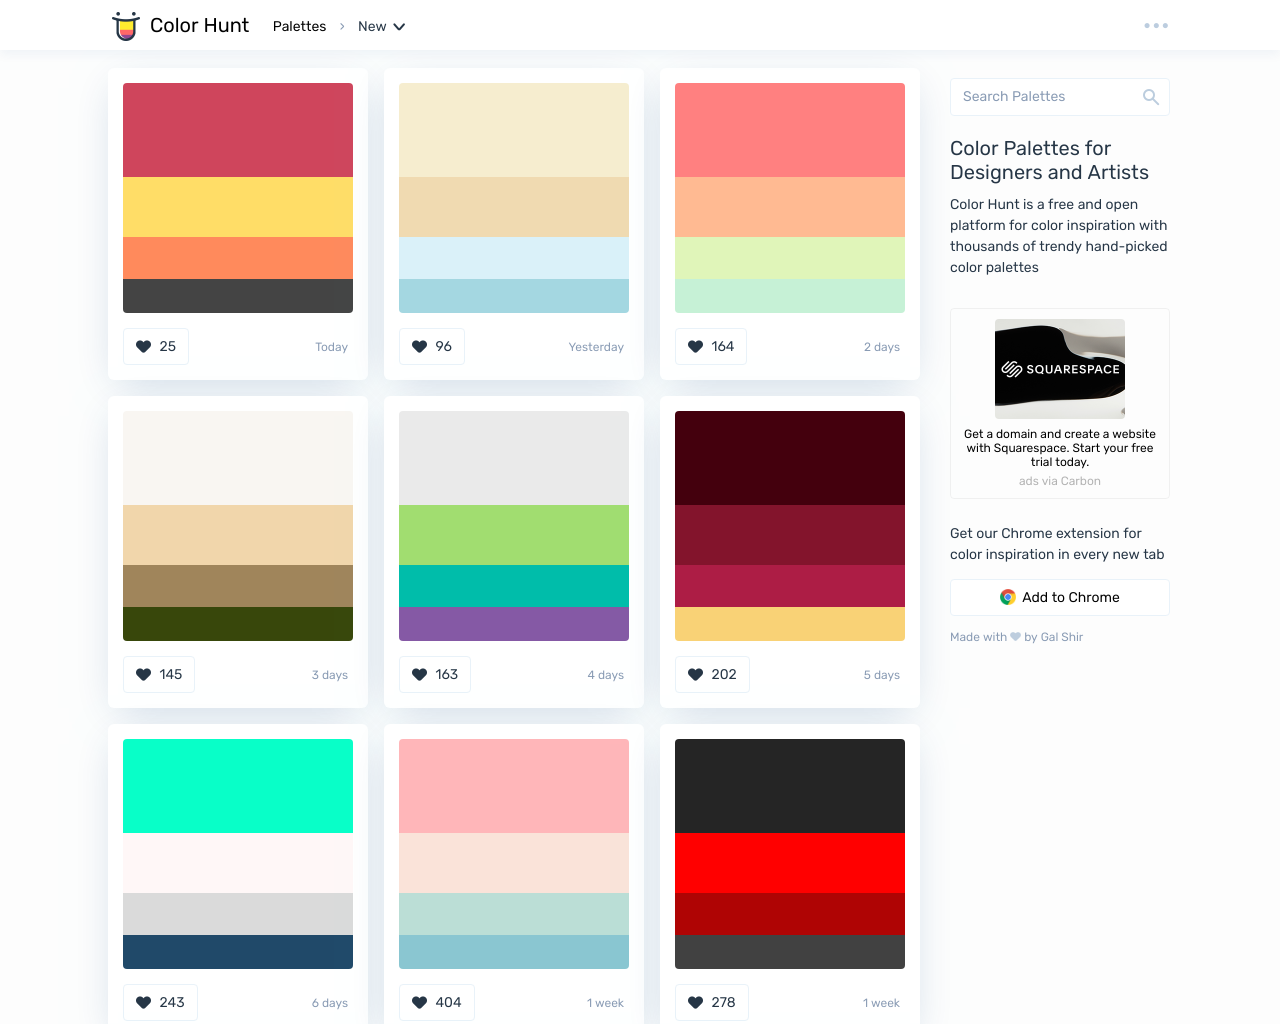 Color Hunt
Palettes
New
Search Palettes
25
Today
96
Yesterday
164
2 days
145
3 days
163
4 days
202
5 days
243
6 days
404
1 week
278
1 week
Color Palettes for
Designers and Artists
Color Hunt is a free and open
platform for color inspiration with
thousands of trendy hand-picked
color palettes
SQUARESPACE
Get a domain and create a website
with Squarespace. Start your free
trial today.
ads via Carbon
Get our Chrome extension for
color inspiration in every new tab
Add to Chrome
Made with by Gal Shir